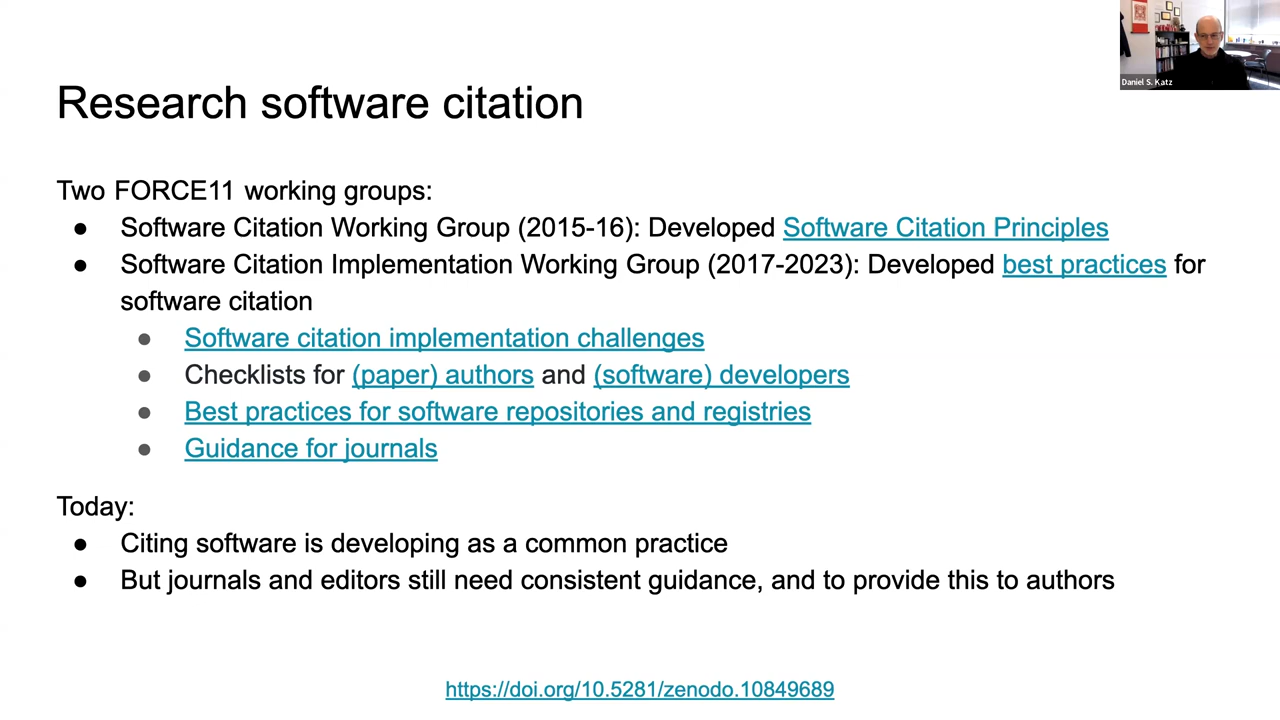 Daniel S. Katz
Research software citation
Two FORCE11 working groups:
● Software Citation Working Group (2015-16): Developed Software Citation Principles
● Software Citation Implementation Working Group (2017-2023): Developed best practices for
software citation
● Software citation implementation challenges
● Checklists for (paper) authors and (software) developers
● Best practices for software repositories and registries
● Guidance for journals
Today:
● Citing software is developing as a common practice
● But journals and editors still need consistent guidance, and to provide this to authors
https://doi.org/10.5281/zenodo.10849689